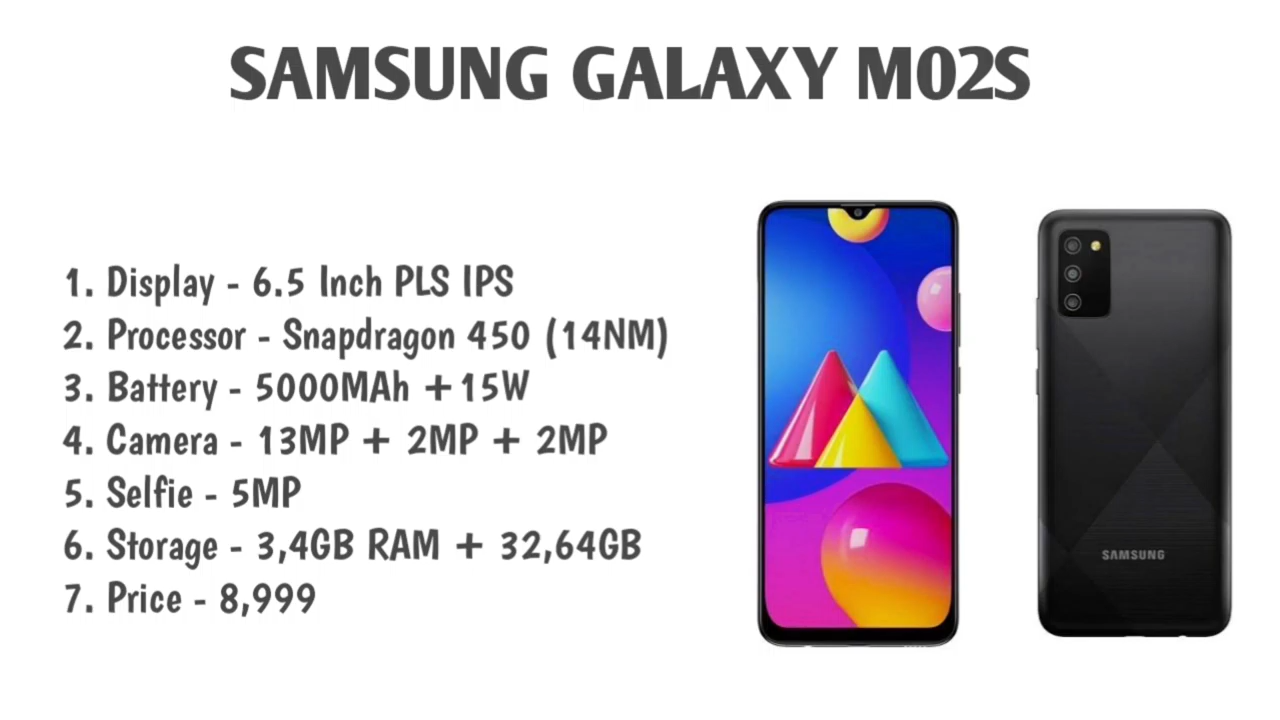 SAMSUNG GALAXY M02S
1. Display - 6.5 Inch PLS IPS
2. Processor - Snapdragon 450 (14NM)
3. Battery - 5000MAh +15W
4. Camera - 13MP + 2MP + 2MP
5. Selfie - 5MP
6. Storage - 3,4GB RAM + 32,64GB
7. Price - 8,999
SAMSUNG